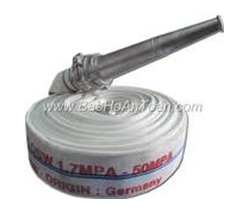 www.BaoHoAnToan.com
1.7MPA - 50MPA
ORIGIN : Germany